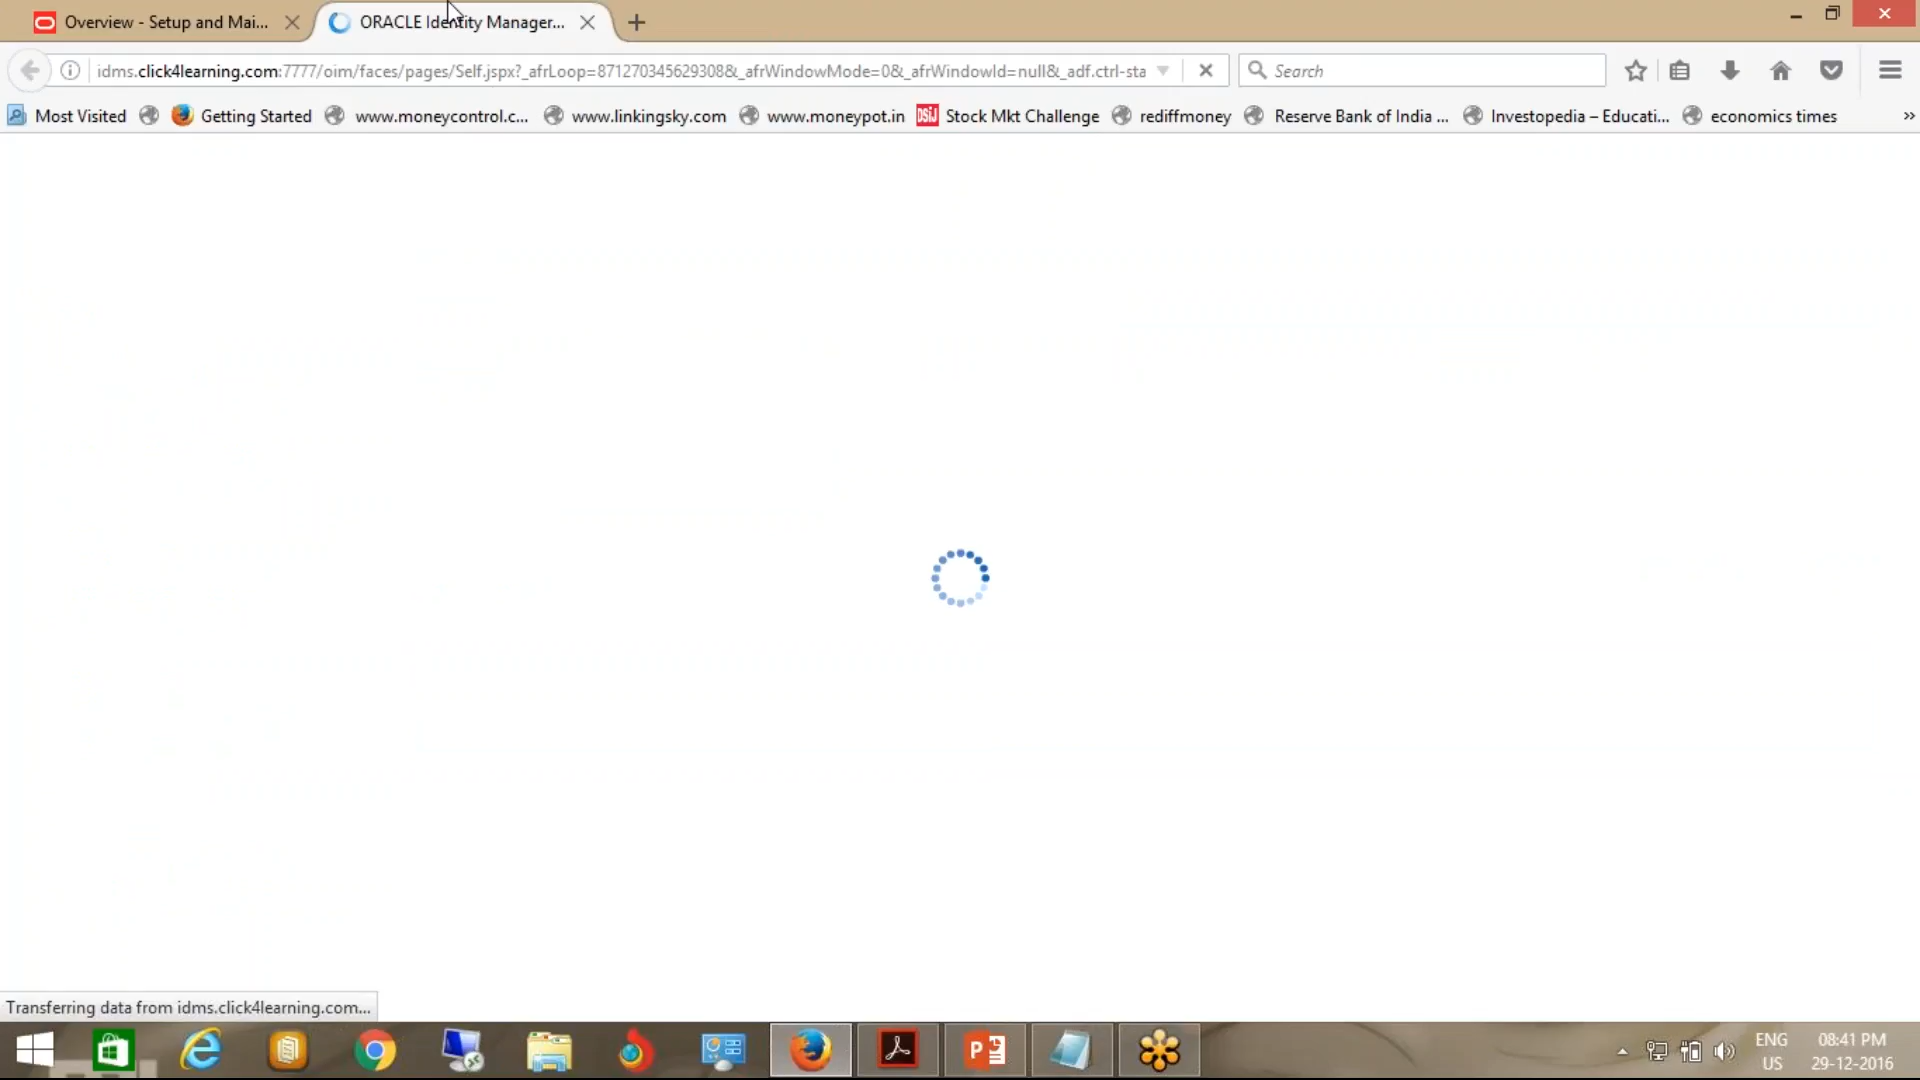 Overview - Setup and Mai...
ORACLE Identity Manager...
idms.click4learning.com:7777/oim/faces/pages/Self.jspx?_afrLoop=8712703456293088&_afrWindowMode=0&_afrWindowId=null&_adf.ctrl-sta
Search
Most Visited
Getting Started
www.moneycontrol.c...
www.linkingsky.com
www.moneypot.in
DSIJ
Stock Mkt Challenge
rediffmoney
Reserve Bank of India ...
Investopedia – Educati...
economics times
Transferring data from idms.click4learning.com...
ENG
08:41 PM
US
29-12-2016